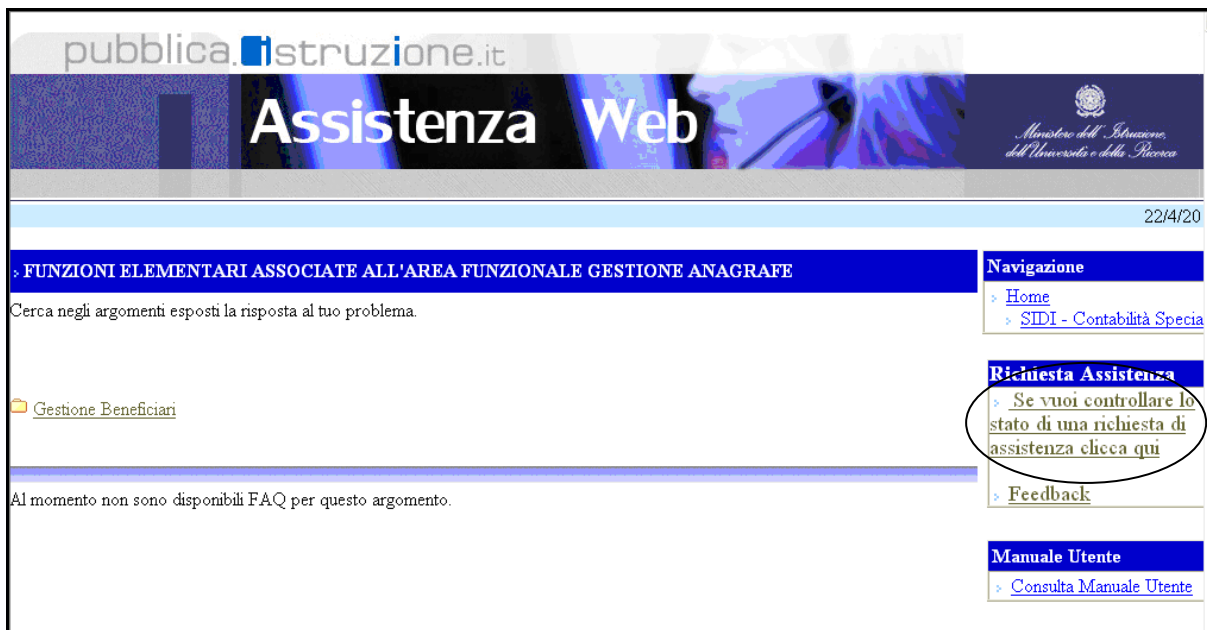 pubblica.istruzione.it
Assistenza Web
Ministero dell'Istruzione,
dell'Università e della Ricerca
22/4/20
FUNZIONI ELEMENTARI ASSOCIATE ALL'AREA FUNZIONALE GESTIONE ANAGRAFE
Cerca negli argomenti esposti la risposta al tuo problema.
Gestione Beneficiari
Al momento non sono disponibili FAQ per questo argomento.
Navigazione
Home
SIDI - Contabilità Specia
Richiesta Assistenza
Se vuoi controllare lo
stato di una richiesta di
assistenza clicca qui
Feedback
Manuale Utente
Consulta Manuale Utente